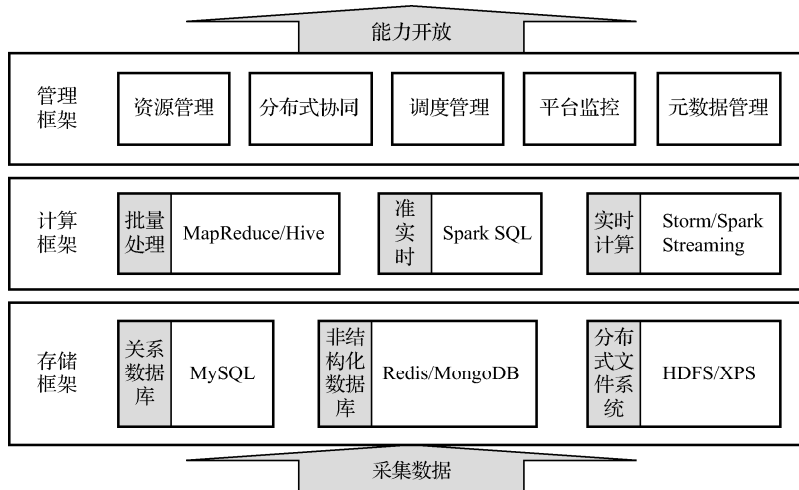 能力开放
管理
框架
资源管理
分布式协同
调度管理
平台监控
元数据管理
计算
框架
批量
处理
MapReduce/Hive
准
实
时
Spark SQL
实时
计算
Storm/Spark
Streaming
存储
框架
关系
数据
库
MySQL
非结
构化
数据
库
Redis/MongoDB
分布
式文
件系
统
HDFS/XPS
采集数据